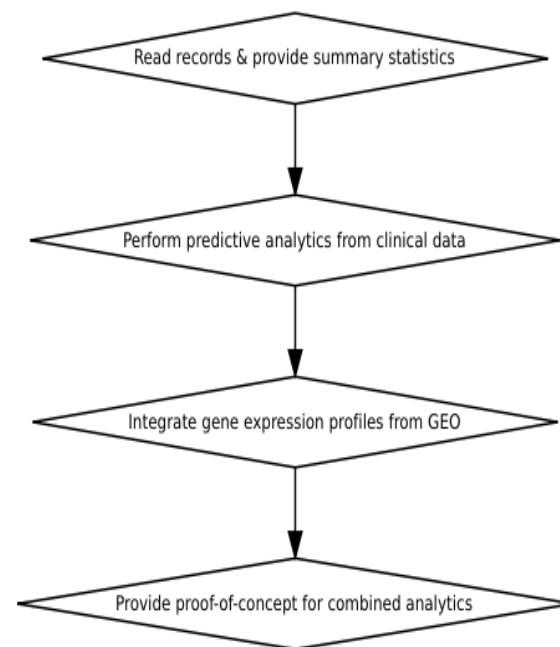 Read records & provide summary statistics
Perform predictive analytics from clinical data
Integrate gene expression profiles from GEO
Provide proof-of-concept for combined analytics